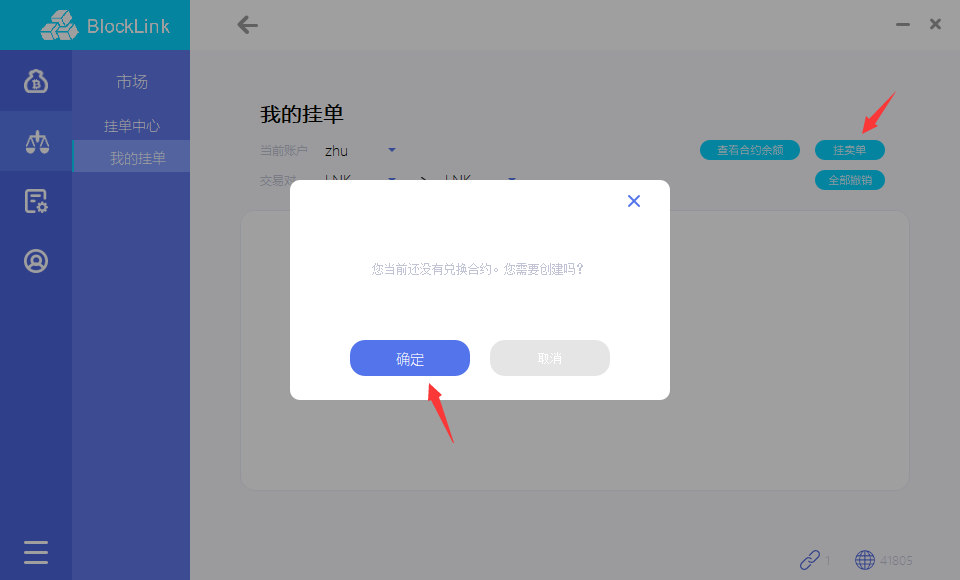 BlockLink
市场
挂单中心
我的挂单
我的挂单
当前账户 zhu
查看合约余额 挂卖单
交易对 LNK > LNK
全部撤销
您当前还没有兑换合约。您需要创建吗?
确定 取消
1 41805